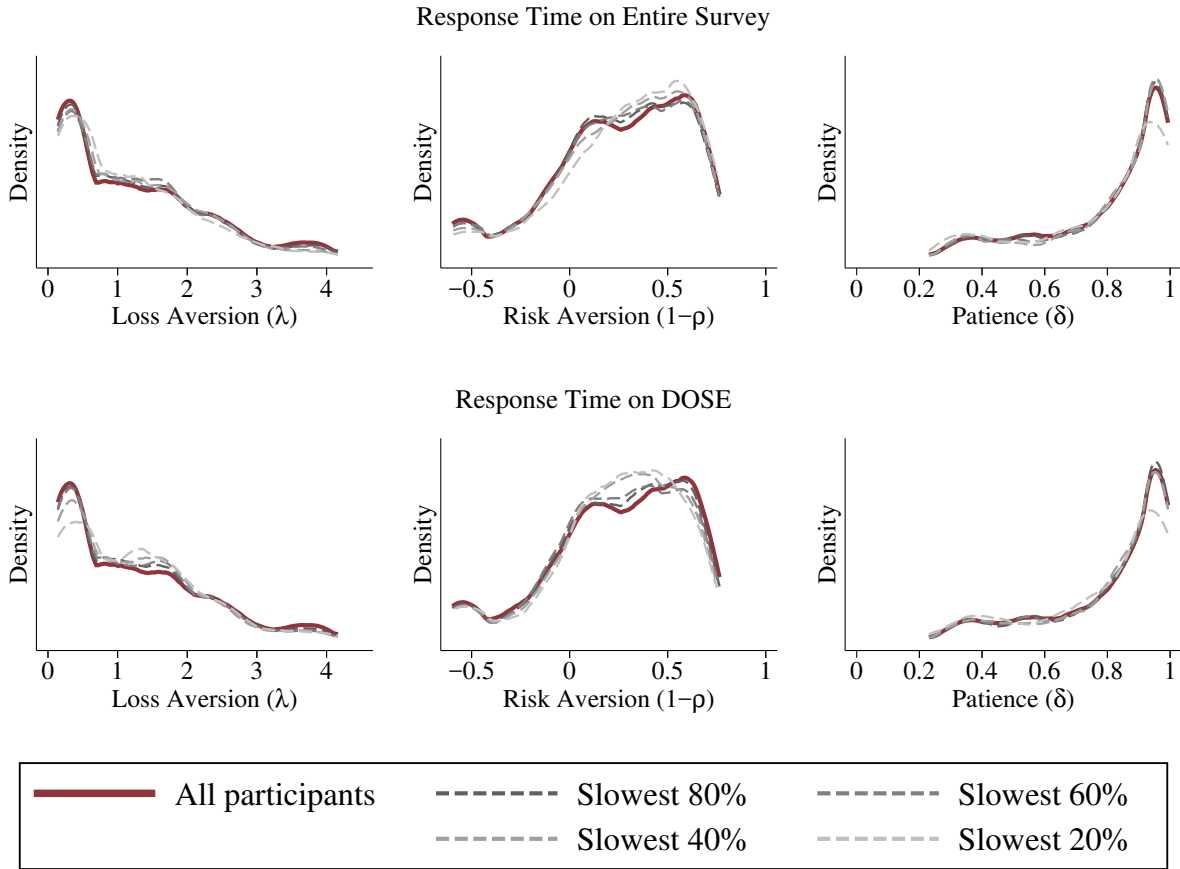 Response Time on Entire Survey
Density
0 1 2 3 4
Loss Aversion (λ)
Density
−0.5 0 0.5 1
Risk Aversion (1−ρ)
Density
0 0.2 0.4 0.6 0.8 1
Patience (δ)
Response Time on DOSE
Density
0 1 2 3 4
Loss Aversion (λ)
Density
−0.5 0 0.5 1
Risk Aversion (1−ρ)
Density
0 0.2 0.4 0.6 0.8 1
Patience (δ)
All participants Slowest 80% Slowest 60%
Slowest 40% Slowest 20%